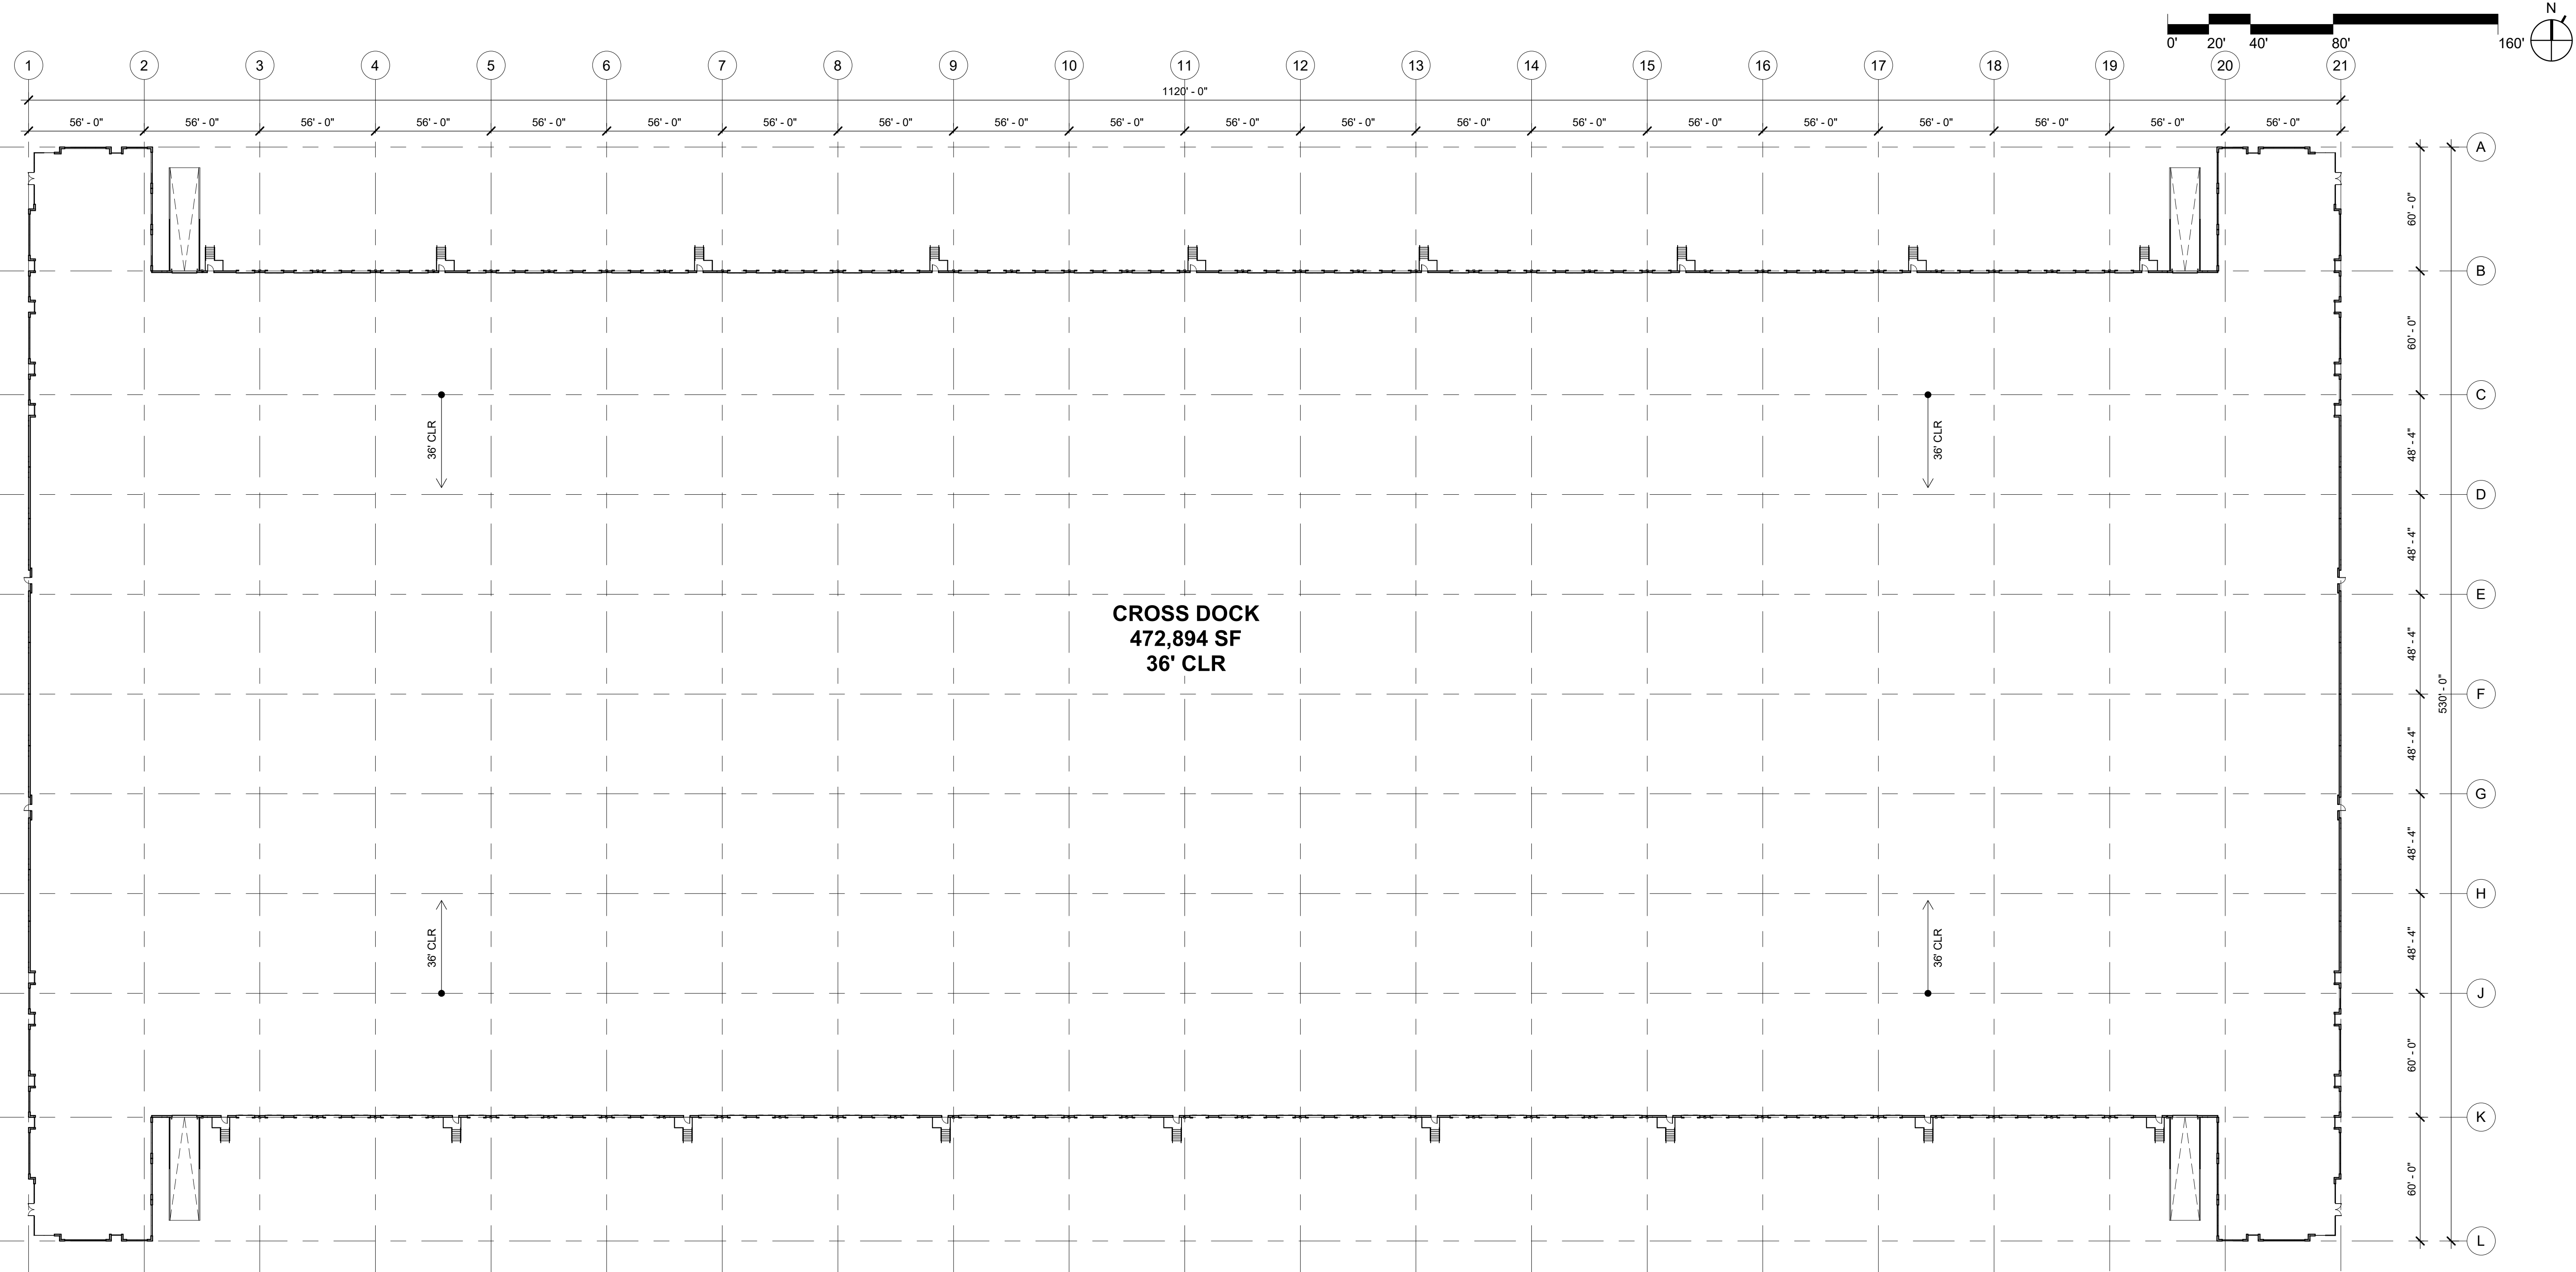 N
0' 20' 40' 80' 160'
1 2 3 4 5 6 7 8 9 10 11 12 13 14 15 16 17 18 19 20 21
1120' - 0"
56' - 0" 56' - 0" 56' - 0" 56' - 0" 56' - 0" 56' - 0" 56' - 0" 56' - 0" 56' - 0" 56' - 0" 56' - 0" 56' - 0" 56' - 0" 56' - 0" 56' - 0" 56' - 0" 56' - 0" 56' - 0" 56' - 0" 56' - 0"
A
60' - 0"
B
60' - 0"
C
36' CLR 36' CLR 48' - 4"
D
48' - 4"
E
CROSS DOCK
472,894 SF
36' CLR
48' - 4"
F
530' - 0"
48' - 4"
G
48' - 4"
H
36' CLR 36' CLR 48' - 4"
J
60' - 0"
K
60' - 0"
L